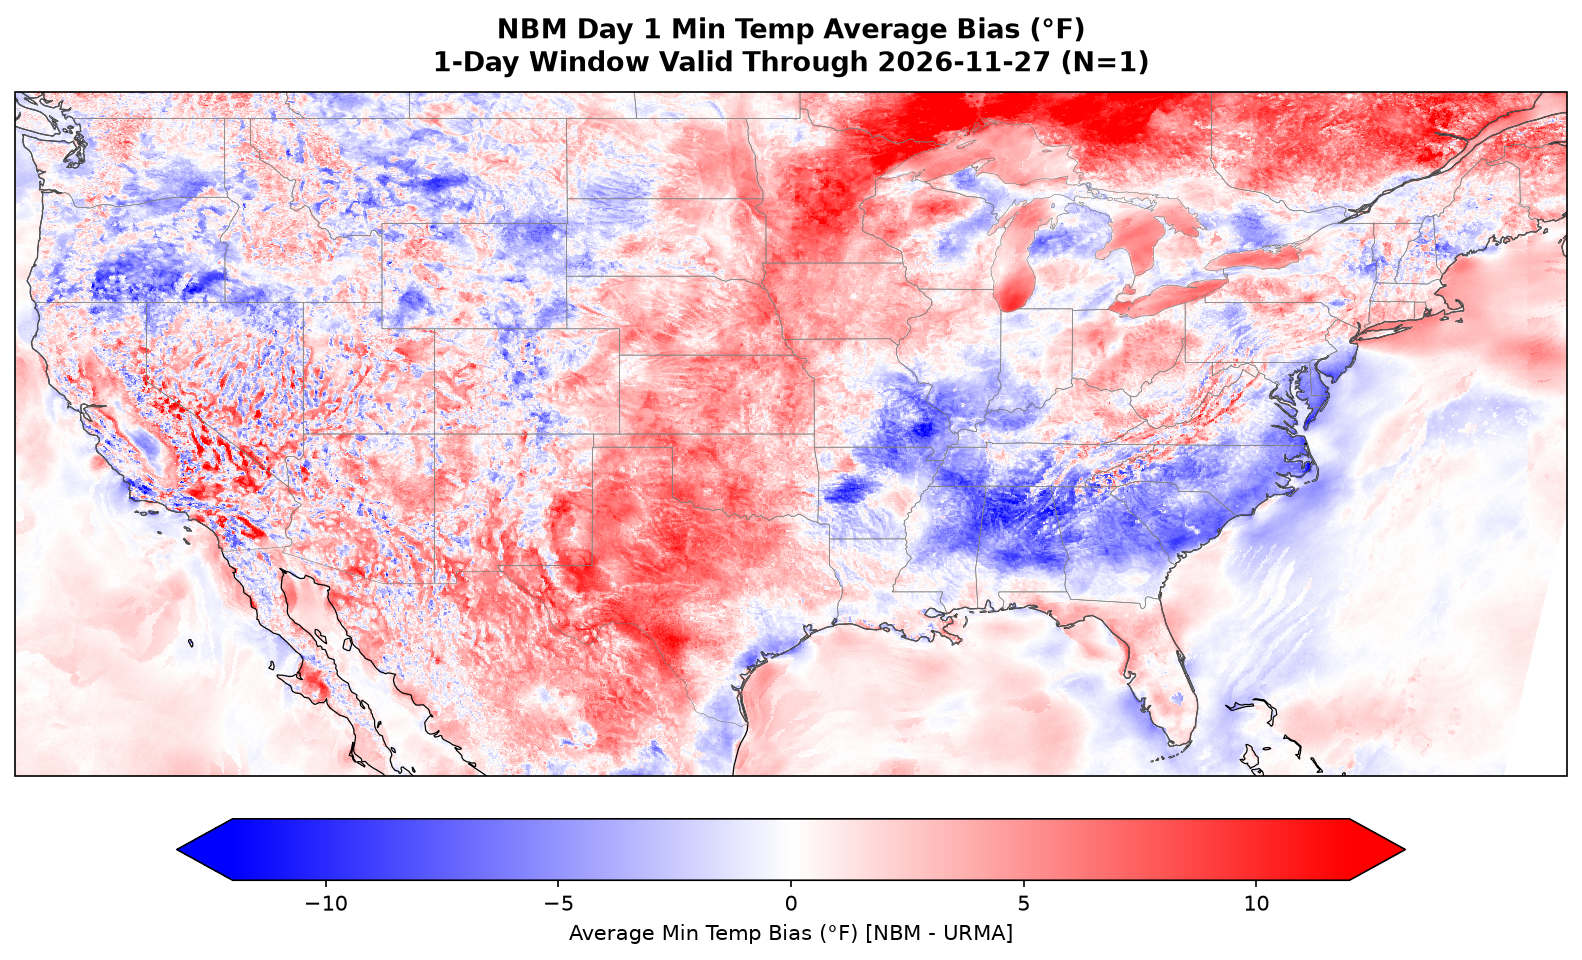 NBM Day 1 Min Temp Average Bias (°F)
1-Day Window Valid Through 2026-11-27 (N=1)
−10 −5 0 5 10
Average Min Temp Bias (°F) [NBM - URMA]